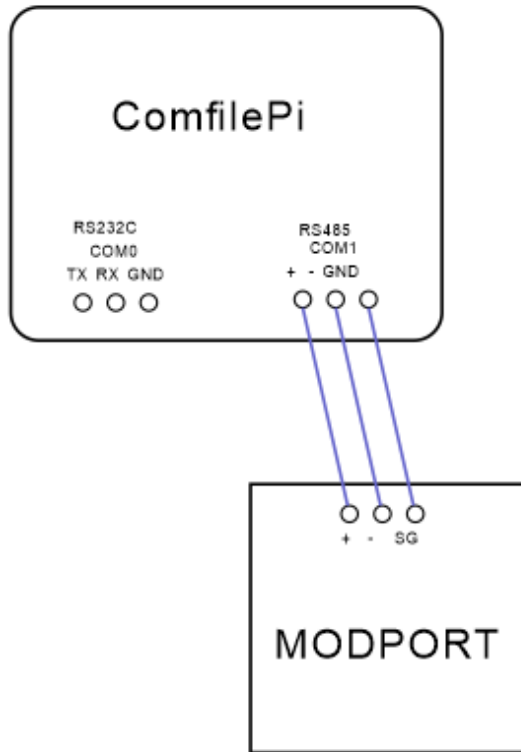 ComfilePi
RS232C
COM0
TX RX GND
RS485
COM1
+ - GND
+ - SG
MODPORT